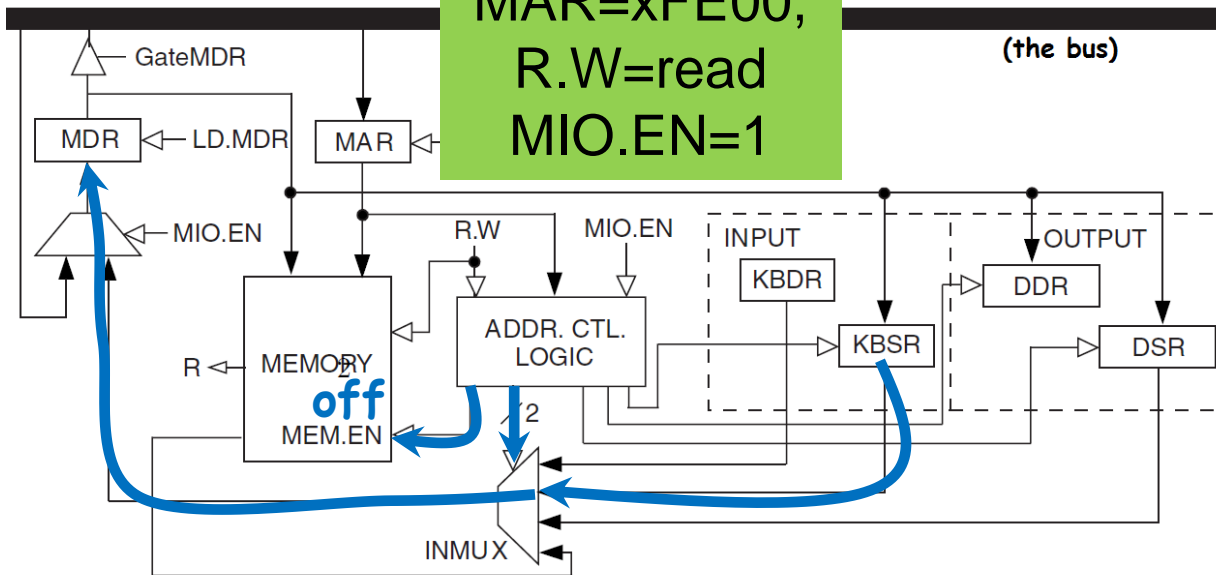 MAR=xFE00,
R.W=read
MIO.EN=1
(the bus)
GateMDR
MDR
LD.MDR
MAR
MIO.EN
R.W
MIO.EN
INPUT
KBDR
OUTPUT
DDR
ADDR. CTL.
LOGIC
KBSR
DSR
R
MEMORY
2
off
MEM.EN
2
INMUX